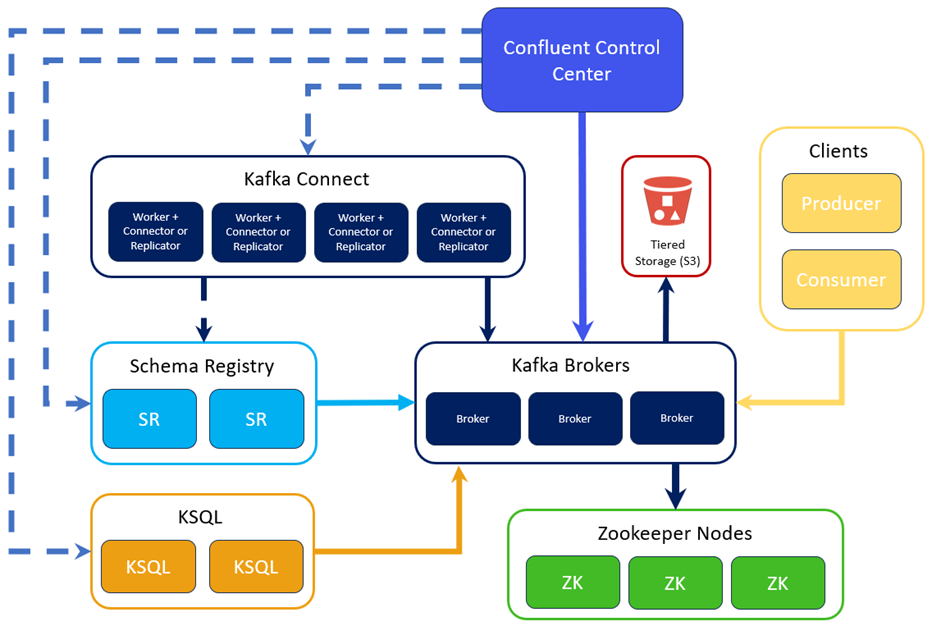 Confluent Control
Center
Clients
Producer
Consumer
Kafka Connect
Worker +
Connector or
Replicator
Worker +
Connector or
Replicator
Worker +
Connector or
Replicator
Worker +
Connector or
Replicator
Tiered
Storage (S3)
Schema Registry
SR
SR
Kafka Brokers
Broker
Broker
Broker
KSQL
KSQL
KSQL
Zookeeper Nodes
ZK
ZK
ZK